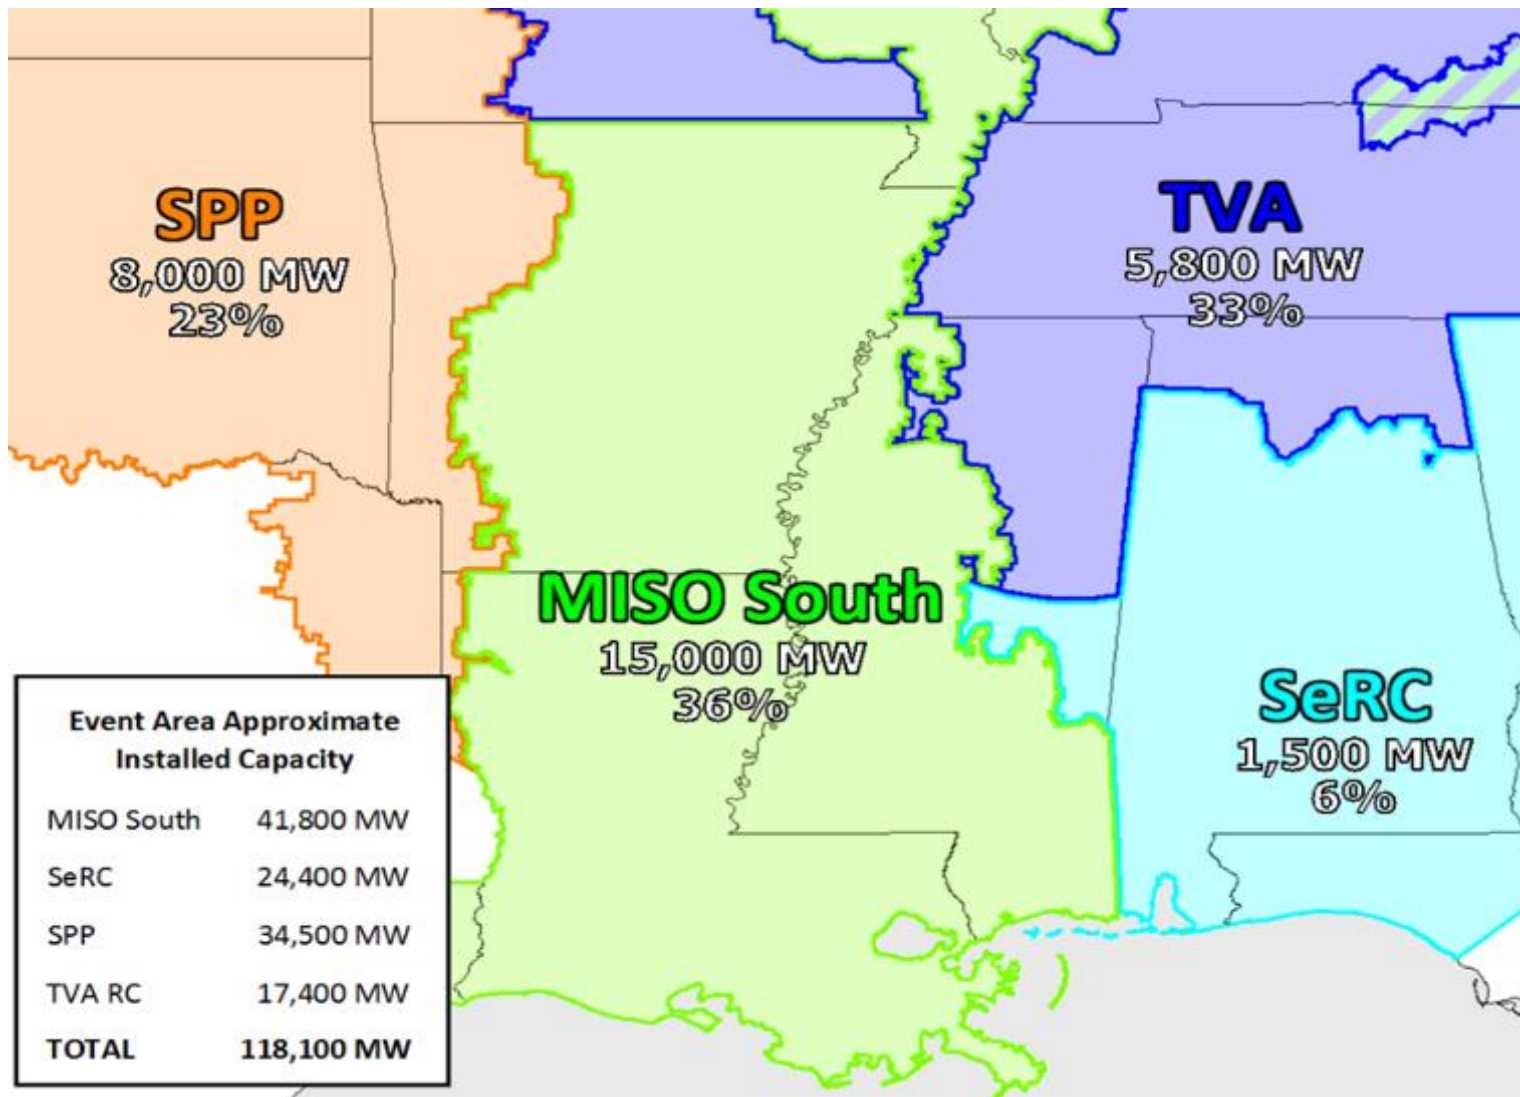 SPP
8,000 MW
23%
TVA
5,800 MW
33%
MISO South
15,000 MW
36%
SeRC
1,500 MW
6%
Event Area Approximate
Installed Capacity
MISO South 41,800 MW
SeRC 24,400 MW
SPP 34,500 MW
TVA RC 17,400 MW
TOTAL 118,100 MW